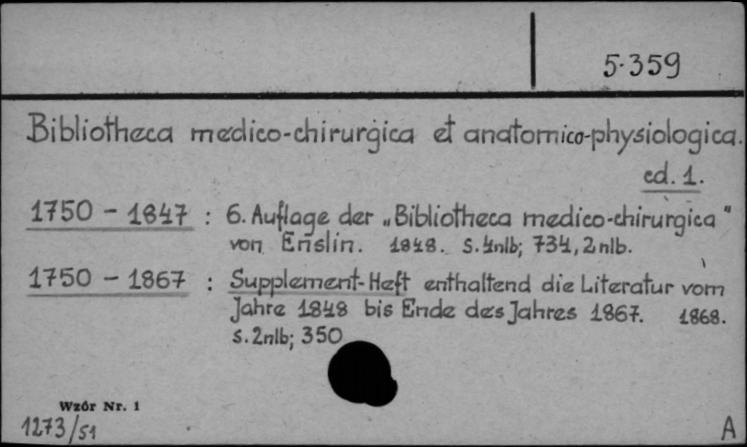 5·359
Bibliotheca medico-chirurgica et anatomico-physiologica.
ed. 1.
1750 - 1847 : 6. Auflage der „Bibliotheca medico-chirurgica"
von Enslin. 1848. S. 4nlb; 734, 2nlb.
1750 - 1867 : Supplement-Heft enthaltend die Literatur vom
Jahre 1848 bis Ende des Jahres 1867. 1868.
S. 2nlb; 350
Wzór Nr. 1
1273/51
A